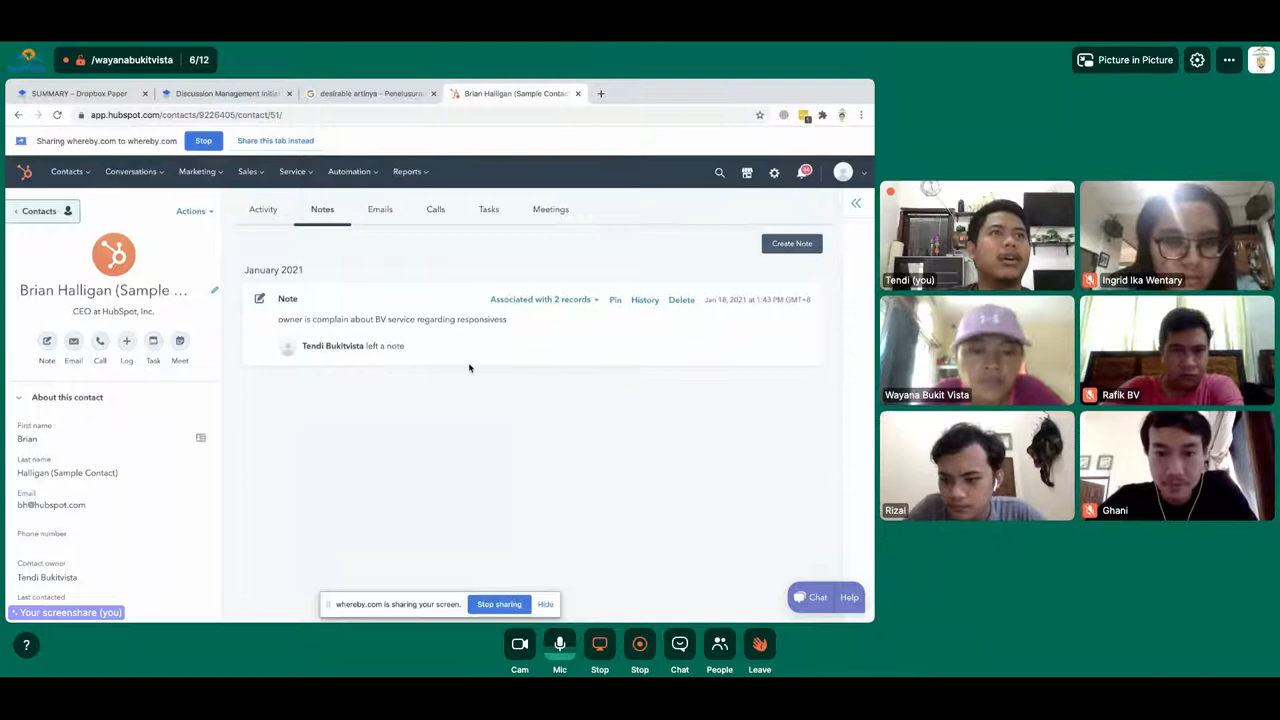 /wayanabukitvista 6/12
Picture in Picture
SUMMARY – Dropbox Paper
Discussion Management Initie
desirable artinya - Penelusura
Brian Halligan (Sample Contac
app.hubspot.com/contacts/9226405/contact/51/
Sharing whereby.com to whereby.com Stop Share this tab instead
Contacts Conversations Marketing Sales Service Automation Reports
Contacts
Actions
Activity Notes Emails Calls Tasks Meetings
Create Note
January 2021
Brian Halligan (Sample ...
CEO at HubSpot, Inc.
Note Associated with 2 records Pin History Delete Jan 18, 2021 at 1:43 PM GMT+8
owner is complain about BV service regarding responsivess
Tendi Bukitvista left a note
Note Email Call Log Task Meet
About this contact
First name
Brian
Last name
Halligan (Sample Contact)
Email
bh@hubspot.com
Phone number
Contact owner
Tendi Bukitvista
Last contacted
whereby.com is sharing your screen. Stop sharing Hide
Chat Help
Your screenshare (you)
Tendi (you)
Ingrid Ika Wentary
Wayana Bukit Vista
Rafik BV
Rizal
Ghani
?
Cam Mic Stop Stop Chat People Leave